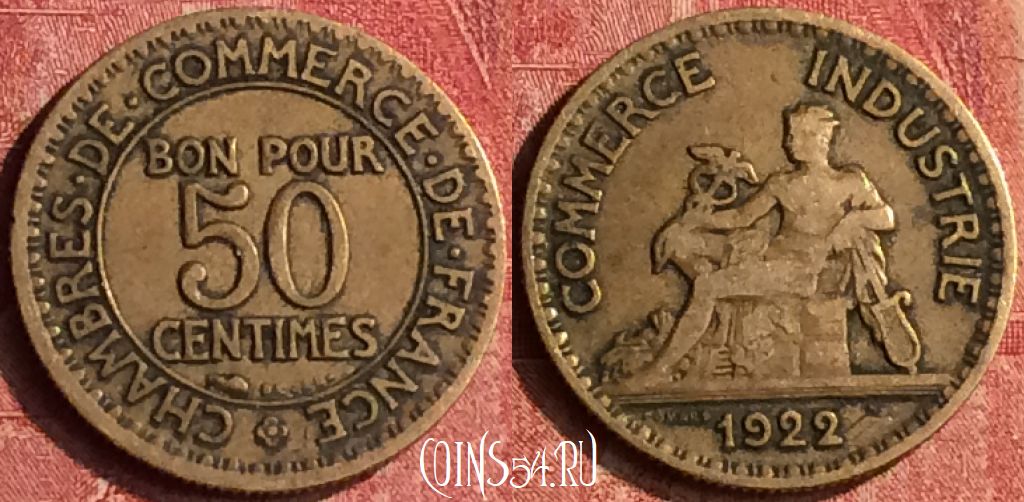 CHAMBRES · DE · COMMERCE · DE · FRANCE
BON POUR
50
CENTIMES
COMMERCE INDUSTRIE
1922
COINS54.RU